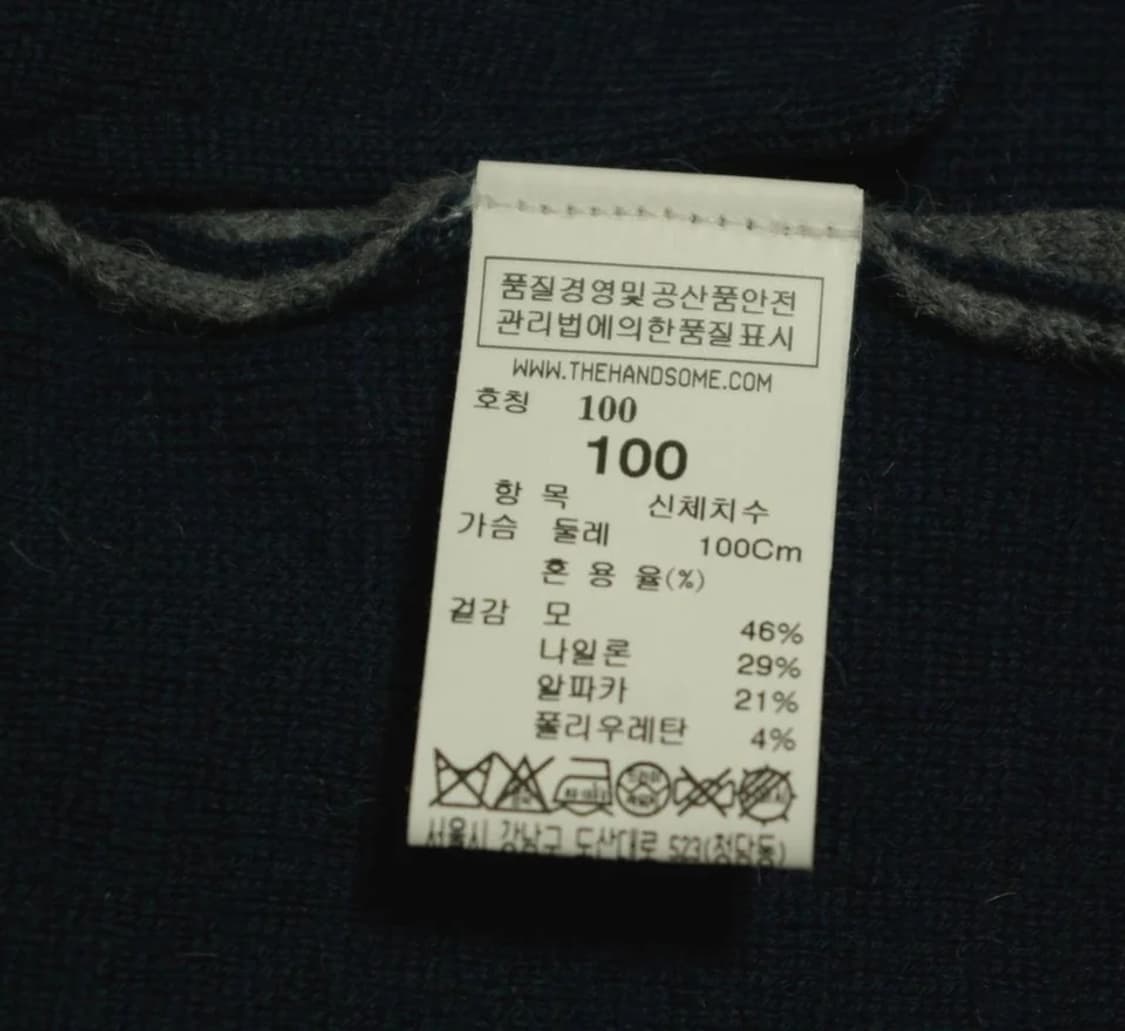 품질경영및공산품안전
관리법에의한품질표시
WWW.THEHANDSOME.COM
호칭 100
100
항 목 신체치수
가슴 둘레 100Cm
혼 용 율(%)
겉감 모 46%
나일론 29%
알파카 21%
폴리우레탄 4%
서울시 강남구 도산대로 523(청담동)